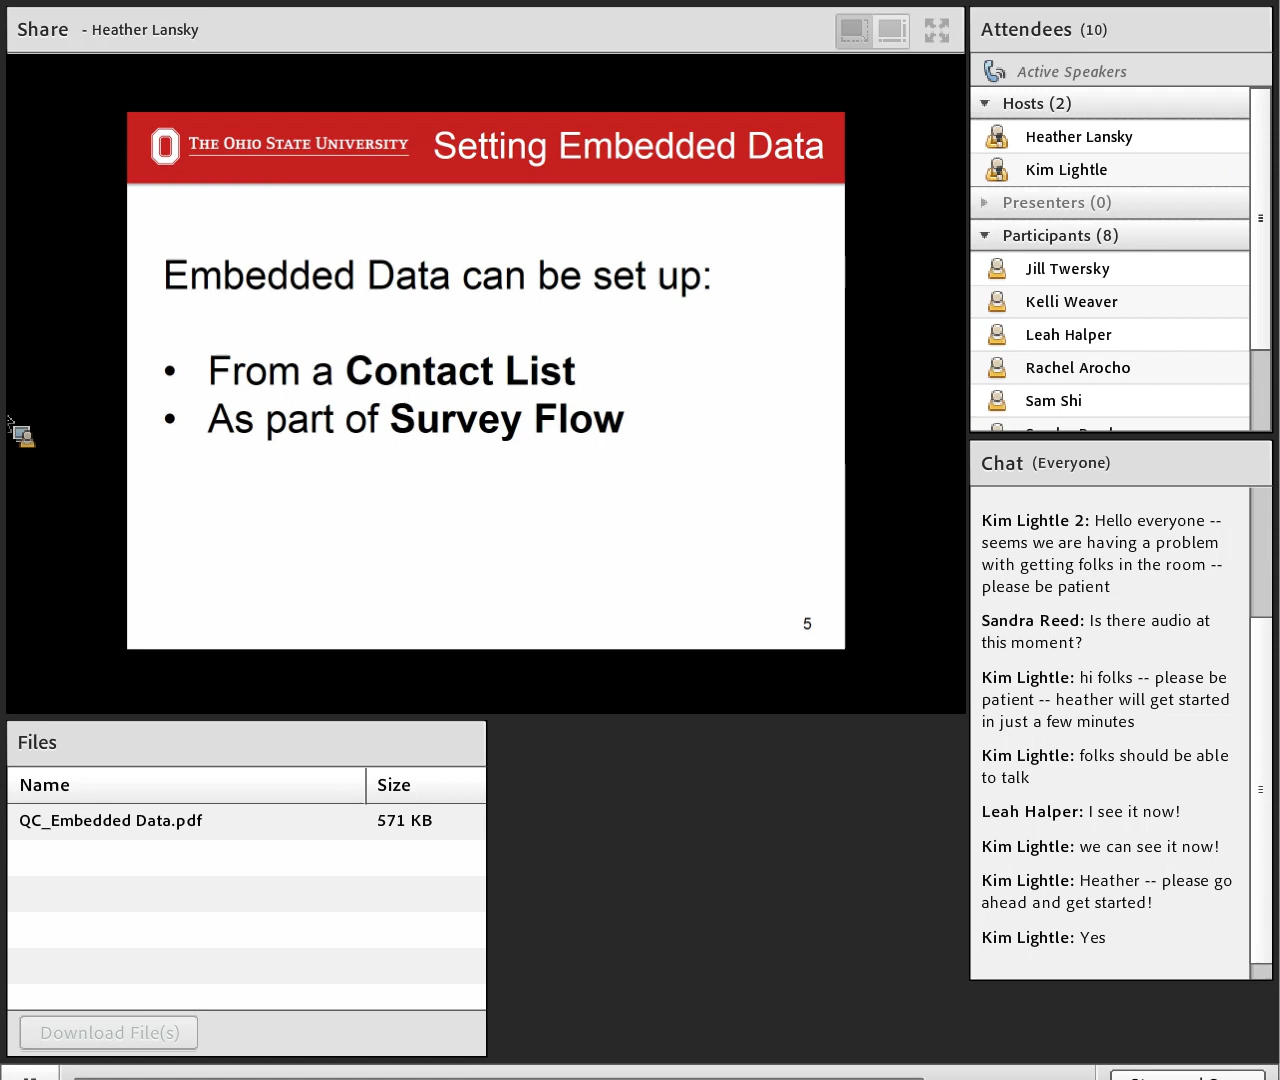 Share - Heather Lansky
THE OHIO STATE UNIVERSITY
Setting Embedded Data
Embedded Data can be set up:
• From a Contact List
• As part of Survey Flow
5
Files
Name Size
QC_Embedded Data.pdf 571 KB
Download File(s)
Attendees (10)
Active Speakers
Hosts (2)
Heather Lansky
Kim Lightle
Presenters (0)
Participants (8)
Jill Twersky
Kelli Weaver
Leah Halper
Rachel Arocho
Sam Shi
Chat (Everyone)
Kim Lightle 2: Hello everyone --
seems we are having a problem
with getting folks in the room --
please be patient
Sandra Reed: Is there audio at
this moment?
Kim Lightle: hi folks -- please be
patient -- heather will get started
in just a few minutes
Kim Lightle: folks should be able
to talk
Leah Halper: I see it now!
Kim Lightle: we can see it now!
Kim Lightle: Heather -- please go
ahead and get started!
Kim Lightle: Yes